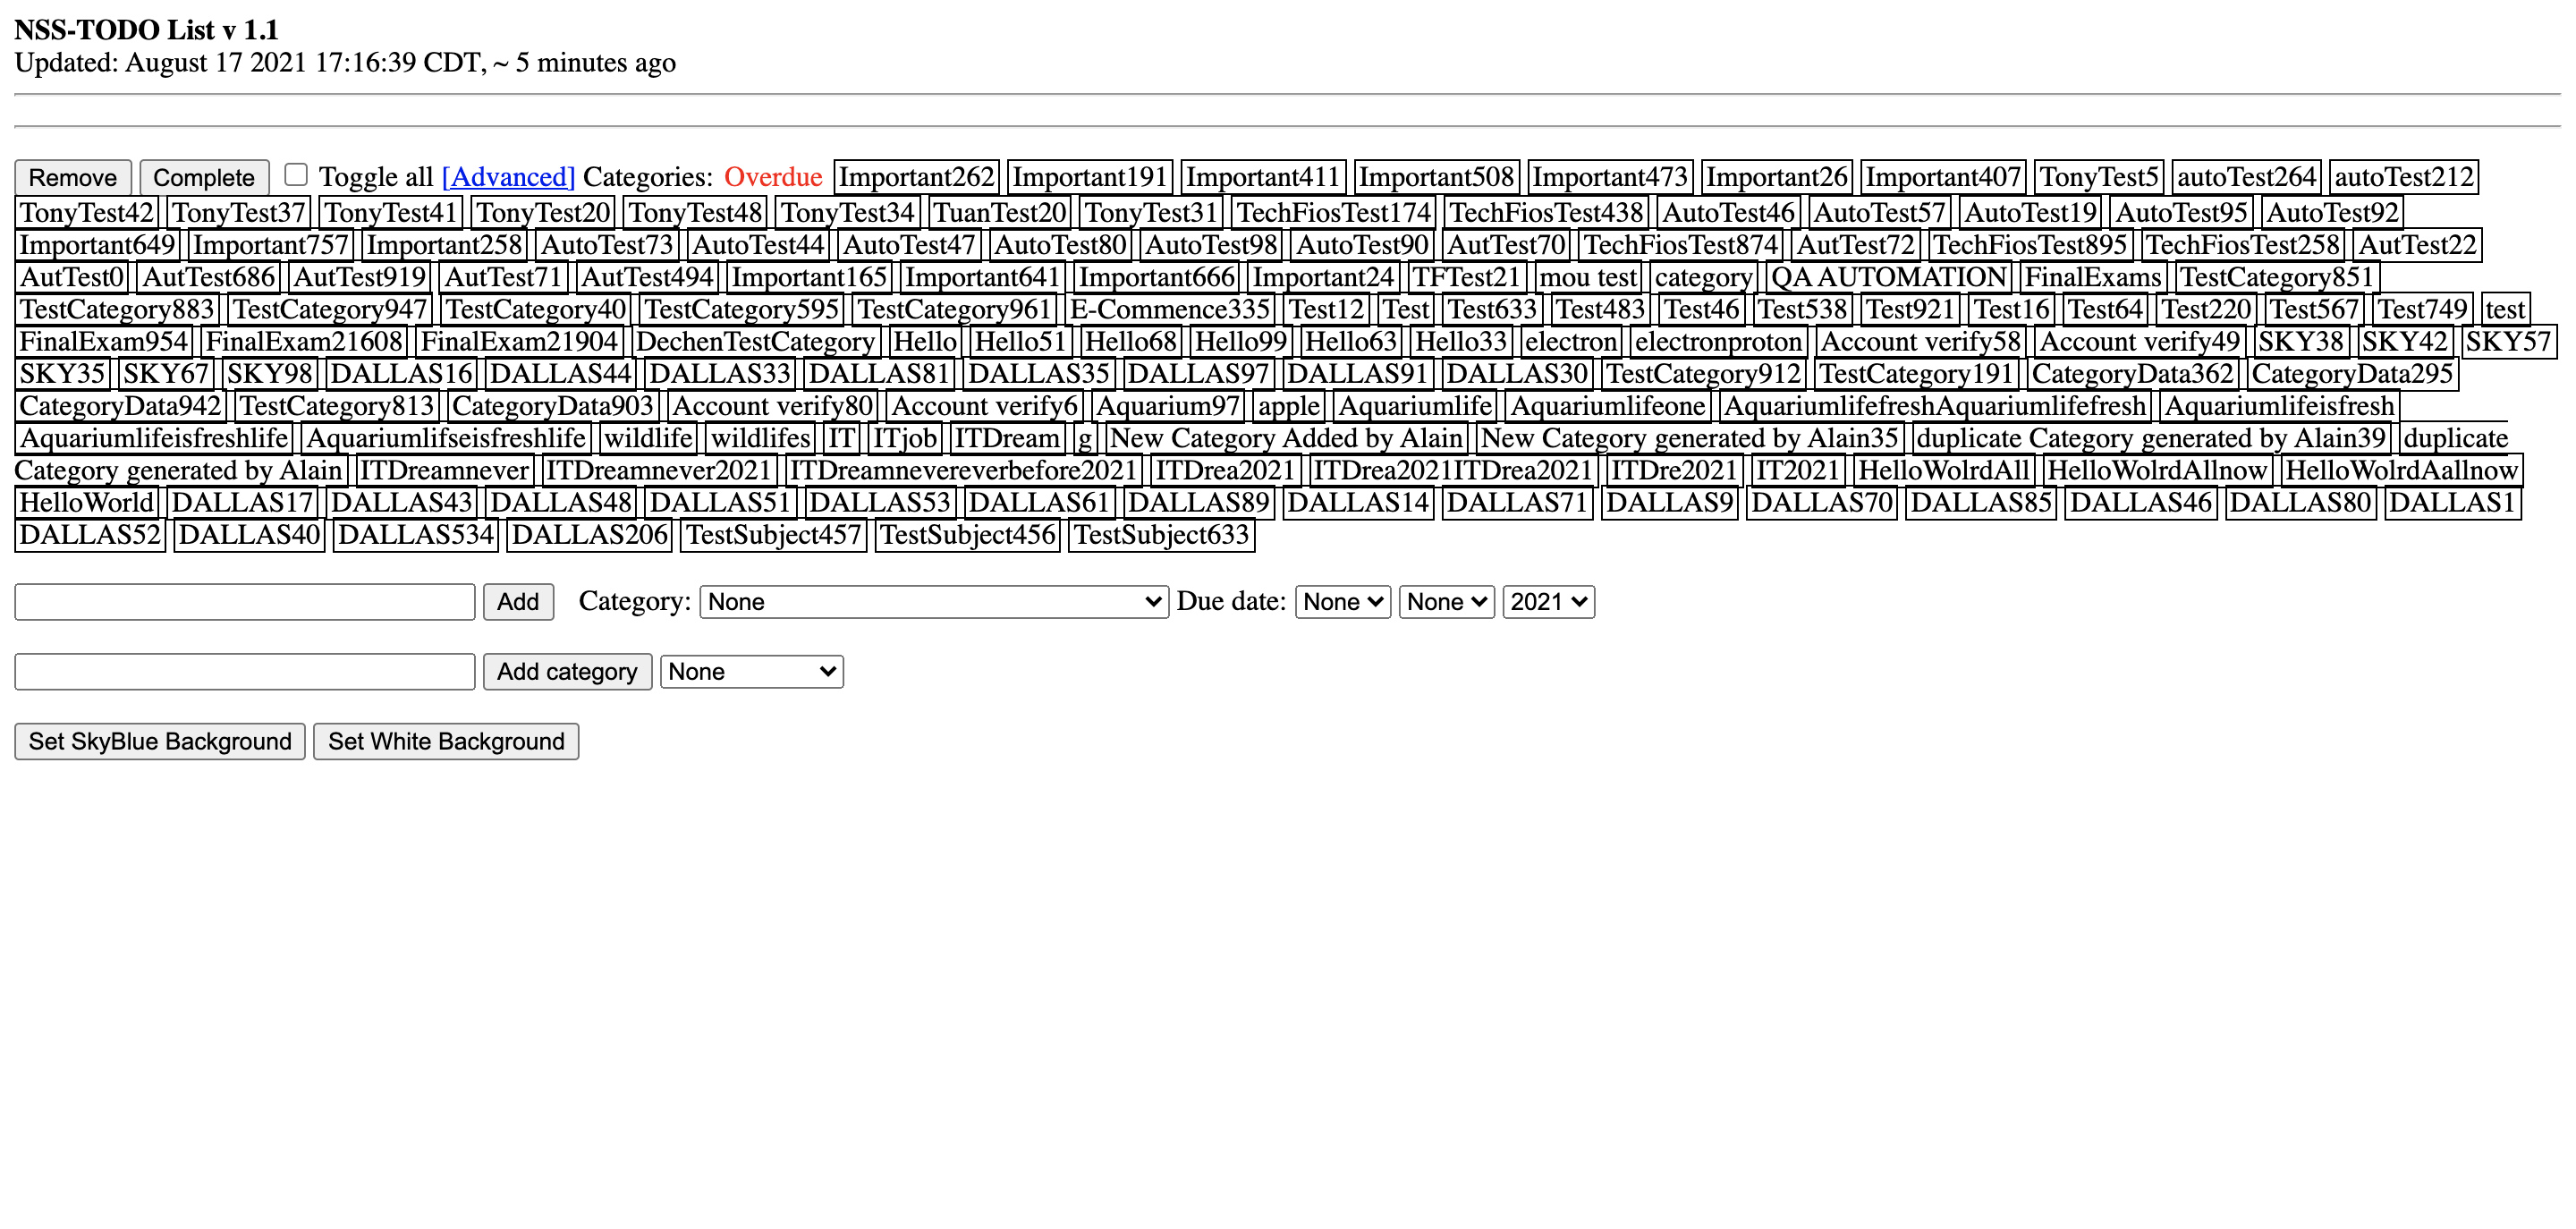 NSS-TODO List v 1.1
Updated: August 17 2021 17:16:39 CDT, ~ 5 minutes ago
Remove Complete Toggle all [Advanced] Categories: Overdue Important262 Important191 Important411 Important508 Important473 Important26 Important407 TonyTest5 autoTest264 autoTest212
TonyTest42 TonyTest37 TonyTest41 TonyTest20 TonyTest48 TonyTest34 TuanTest20 TonyTest31 TechFiosTest174 TechFiosTest438 AutoTest46 AutoTest57 AutoTest19 AutoTest95 AutoTest92
Important649 Important757 Important258 AutoTest73 AutoTest44 AutoTest47 AutoTest80 AutoTest98 AutoTest90 AutTest70 TechFiosTest874 AutTest72 TechFiosTest895 TechFiosTest258 AutTest22
AutTest0 AutTest686 AutTest919 AutTest71 AutTest494 Important165 Important641 Important666 Important24 TFTest21 mou test category QA AUTOMATION FinalExams TestCategory851
TestCategory883 TestCategory947 TestCategory40 TestCategory595 TestCategory961 E-Commence335 Test12 Test Test633 Test483 Test46 Test538 Test921 Test16 Test64 Test220 Test567 Test749 test
FinalExam954 FinalExam21608 FinalExam21904 DechenTestCategory Hello Hello51 Hello68 Hello99 Hello63 Hello33 electron electronproton Account verify58 Account verify49 SKY38 SKY42 SKY57
SKY35 SKY67 SKY98 DALLAS16 DALLAS44 DALLAS33 DALLAS81 DALLAS35 DALLAS97 DALLAS91 DALLAS30 TestCategory912 TestCategory191 CategoryData362 CategoryData295
CategoryData942 TestCategory813 CategoryData903 Account verify80 Account verify6 Aquarium97 apple Aquariumlife Aquariumlifeone AquariumlifefreshAquariumlifefresh Aquariumlifeisfresh
Aquariumlifeisfreshlife Aquariumlifseisfreshlife wildlife wildlifes IT ITjob ITDream g New Category Added by Alain New Category generated by Alain35 duplicate Category generated by Alain39 duplicate
Category generated by Alain ITDreamnever ITDreamnever2021 ITDreamnevereverbefore2021 ITDrea2021 ITDrea2021ITDrea2021 ITDre2021 IT2021 HelloWolrdAll HelloWolrdAllnow HelloWolrdAallnow
HelloWorld DALLAS17 DALLAS43 DALLAS48 DALLAS51 DALLAS53 DALLAS61 DALLAS89 DALLAS14 DALLAS71 DALLAS9 DALLAS70 DALLAS85 DALLAS46 DALLAS80 DALLAS1
DALLAS52 DALLAS40 DALLAS534 DALLAS206 TestSubject457 TestSubject456 TestSubject633
Add Category: None Due date: None None 2021
Add category None
Set SkyBlue Background Set White Background